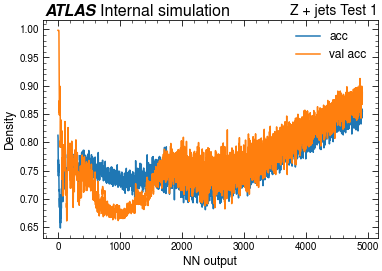 ATLAS Internal simulation
Z + jets Test 1
acc
val acc
1.00
0.95
0.90
0.85
0.80
0.75
0.70
0.65
Density
0 1000 2000 3000 4000 5000
NN output